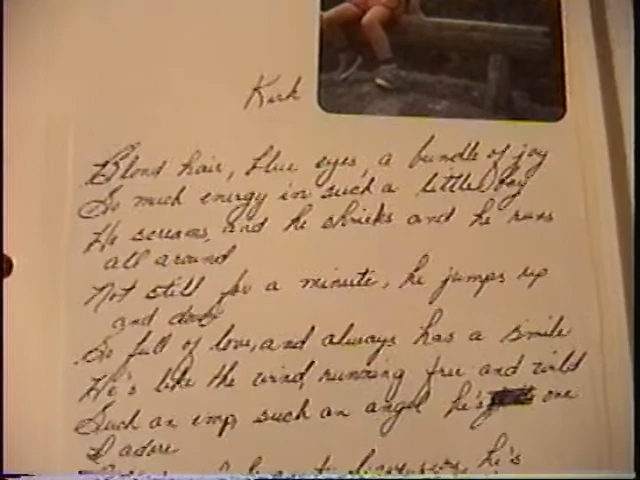 Kirk
Blond hair, blue eyes, a bundle of joy
So much energy in such a little boy
He screams, and he shrieks and he runs
all around
Not still for a minute, he jumps up
and down
So full of love, and always has a smile
He's like the wind, running free and wild
Such an imp, such an angel he's one
I adore
he's